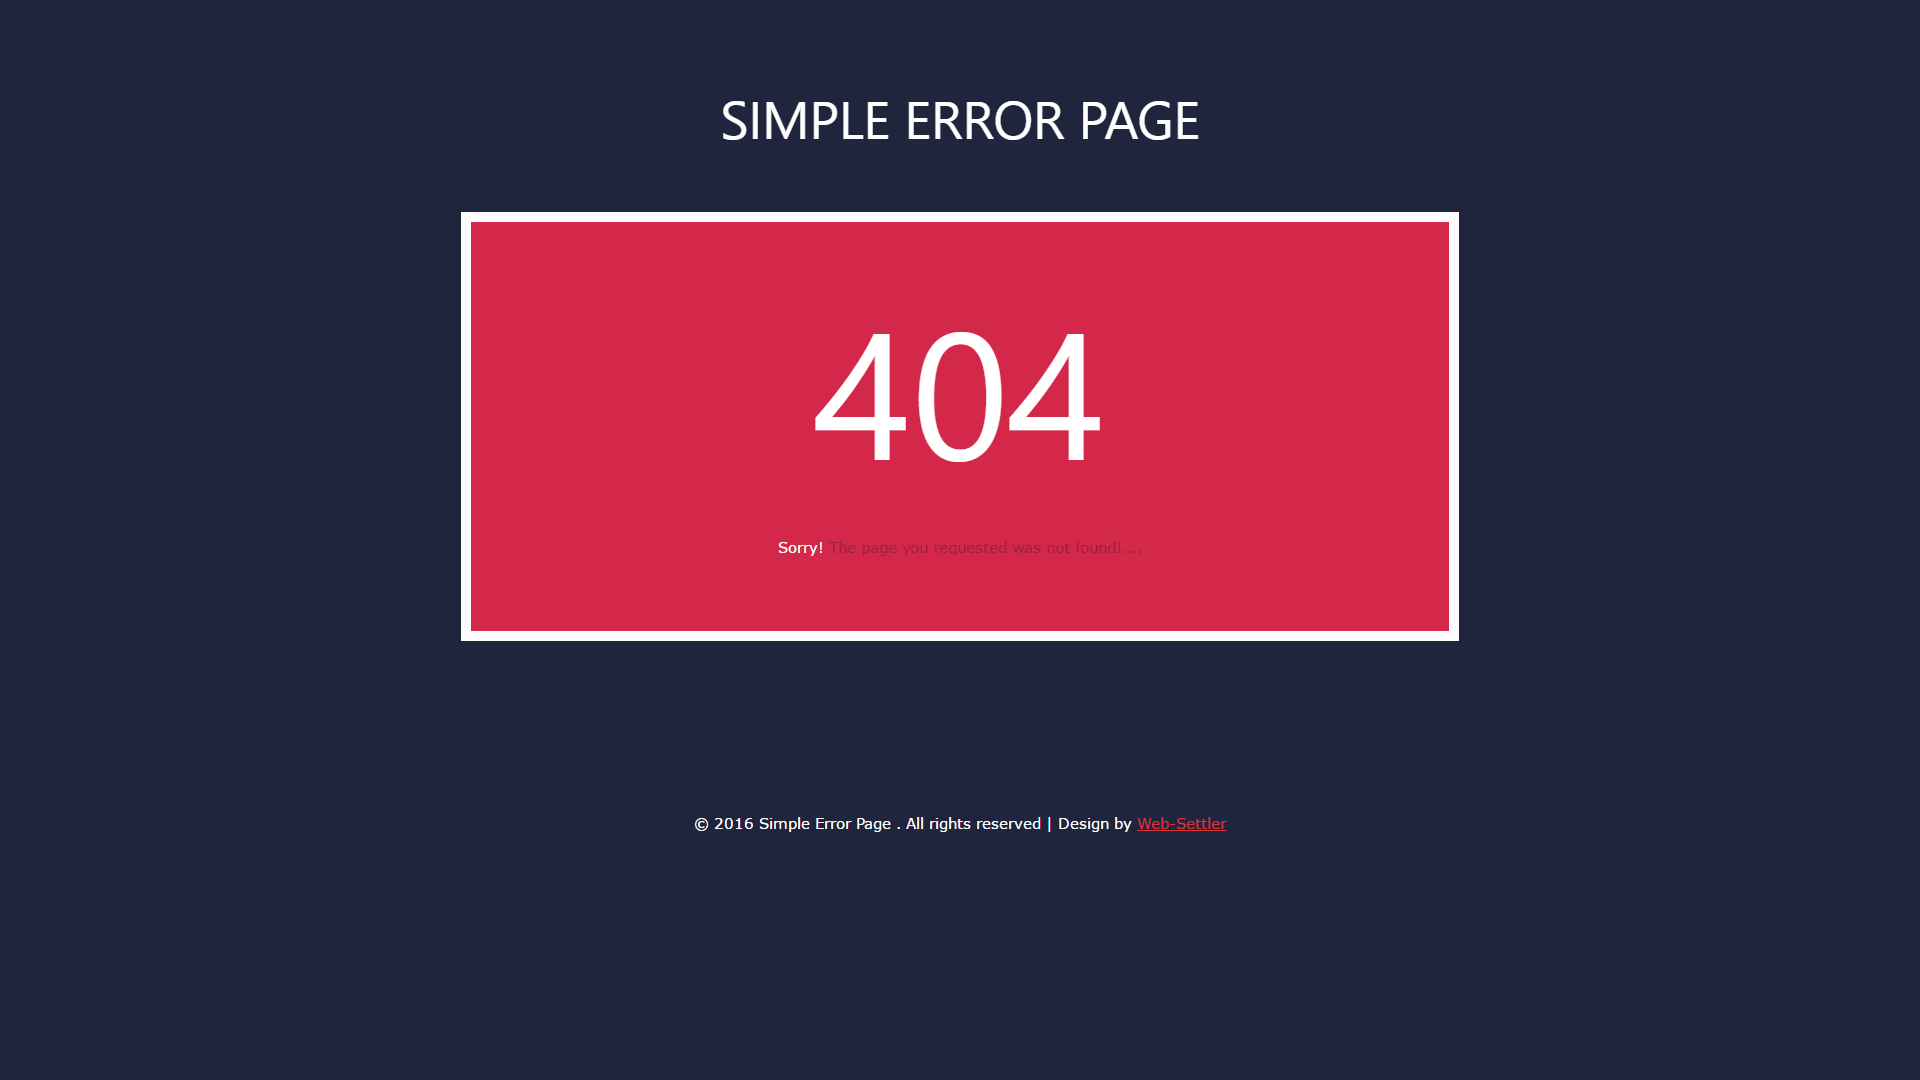 SIMPLE ERROR PAGE
404
Sorry! The page you requested was not found!....
© 2016 Simple Error Page . All rights reserved | Design by Web-Settler